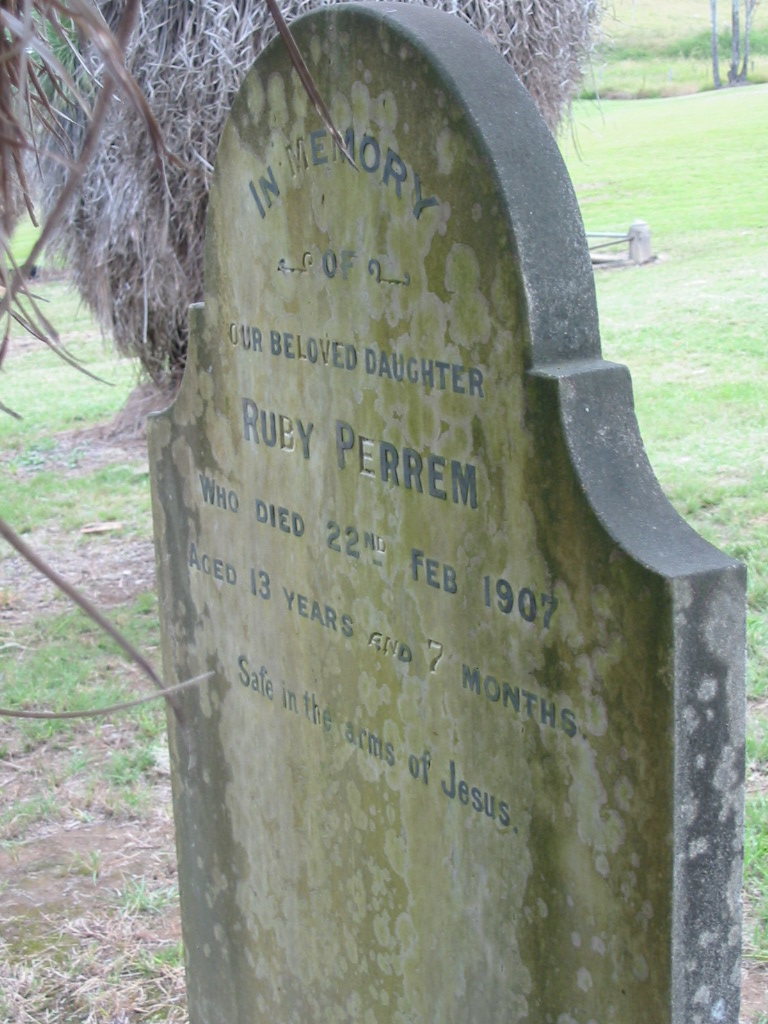 IN MEMORY
OF
OUR BELOVED DAUGHTER
RUBY PERREM
WHO DIED 22ND FEB 1907
AGED 13 YEARS AND 7 MONTHS.
Safe in the arms of Jesus.